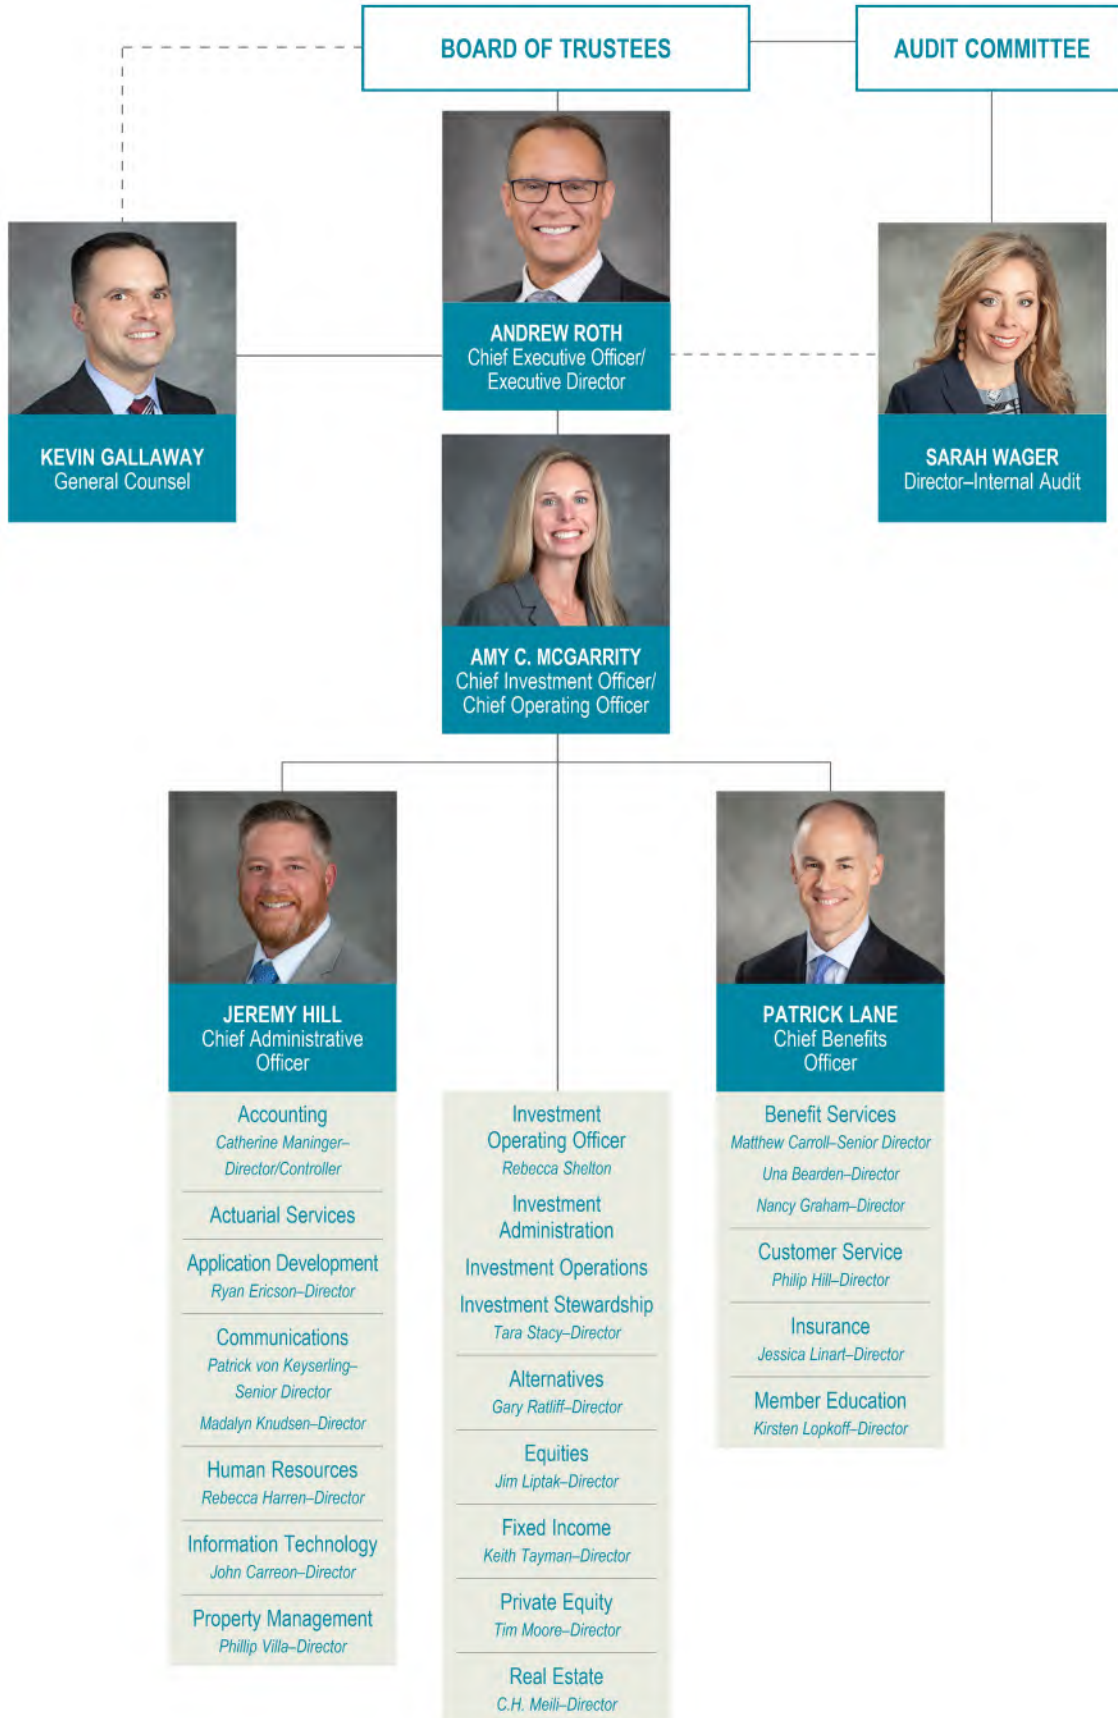 BOARD OF TRUSTEES
AUDIT COMMITTEE
ANDREW ROTH
Chief Executive Officer/
Executive Director
KEVIN GALLAWAY
General Counsel
SARAH WAGER
Director–Internal Audit
AMY C. MCGARRITY
Chief Investment Officer/
Chief Operating Officer
JEREMY HILL
Chief Administrative
Officer
Accounting
Catherine Maninger–
Director/Controller
Actuarial Services
Application Development
Ryan Ericson–Director
Communications
Patrick von Keyserling–
Senior Director
Madalyn Knudsen–Director
Human Resources
Rebecca Harren–Director
Information Technology
John Carreon–Director
Property Management
Phillip Villa–Director
Investment
Operating Officer
Rebecca Shelton
Investment
Administration
Investment Operations
Investment Stewardship
Tara Stacy–Director
Alternatives
Gary Ratliff–Director
Equities
Jim Liptak–Director
Fixed Income
Keith Tayman–Director
Private Equity
Tim Moore–Director
Real Estate
C.H. Meili–Director
PATRICK LANE
Chief Benefits
Officer
Benefit Services
Matthew Carroll–Senior Director
Una Bearden–Director
Nancy Graham–Director
Customer Service
Philip Hill–Director
Insurance
Jessica Linart–Director
Member Education
Kirsten Lopkoff–Director